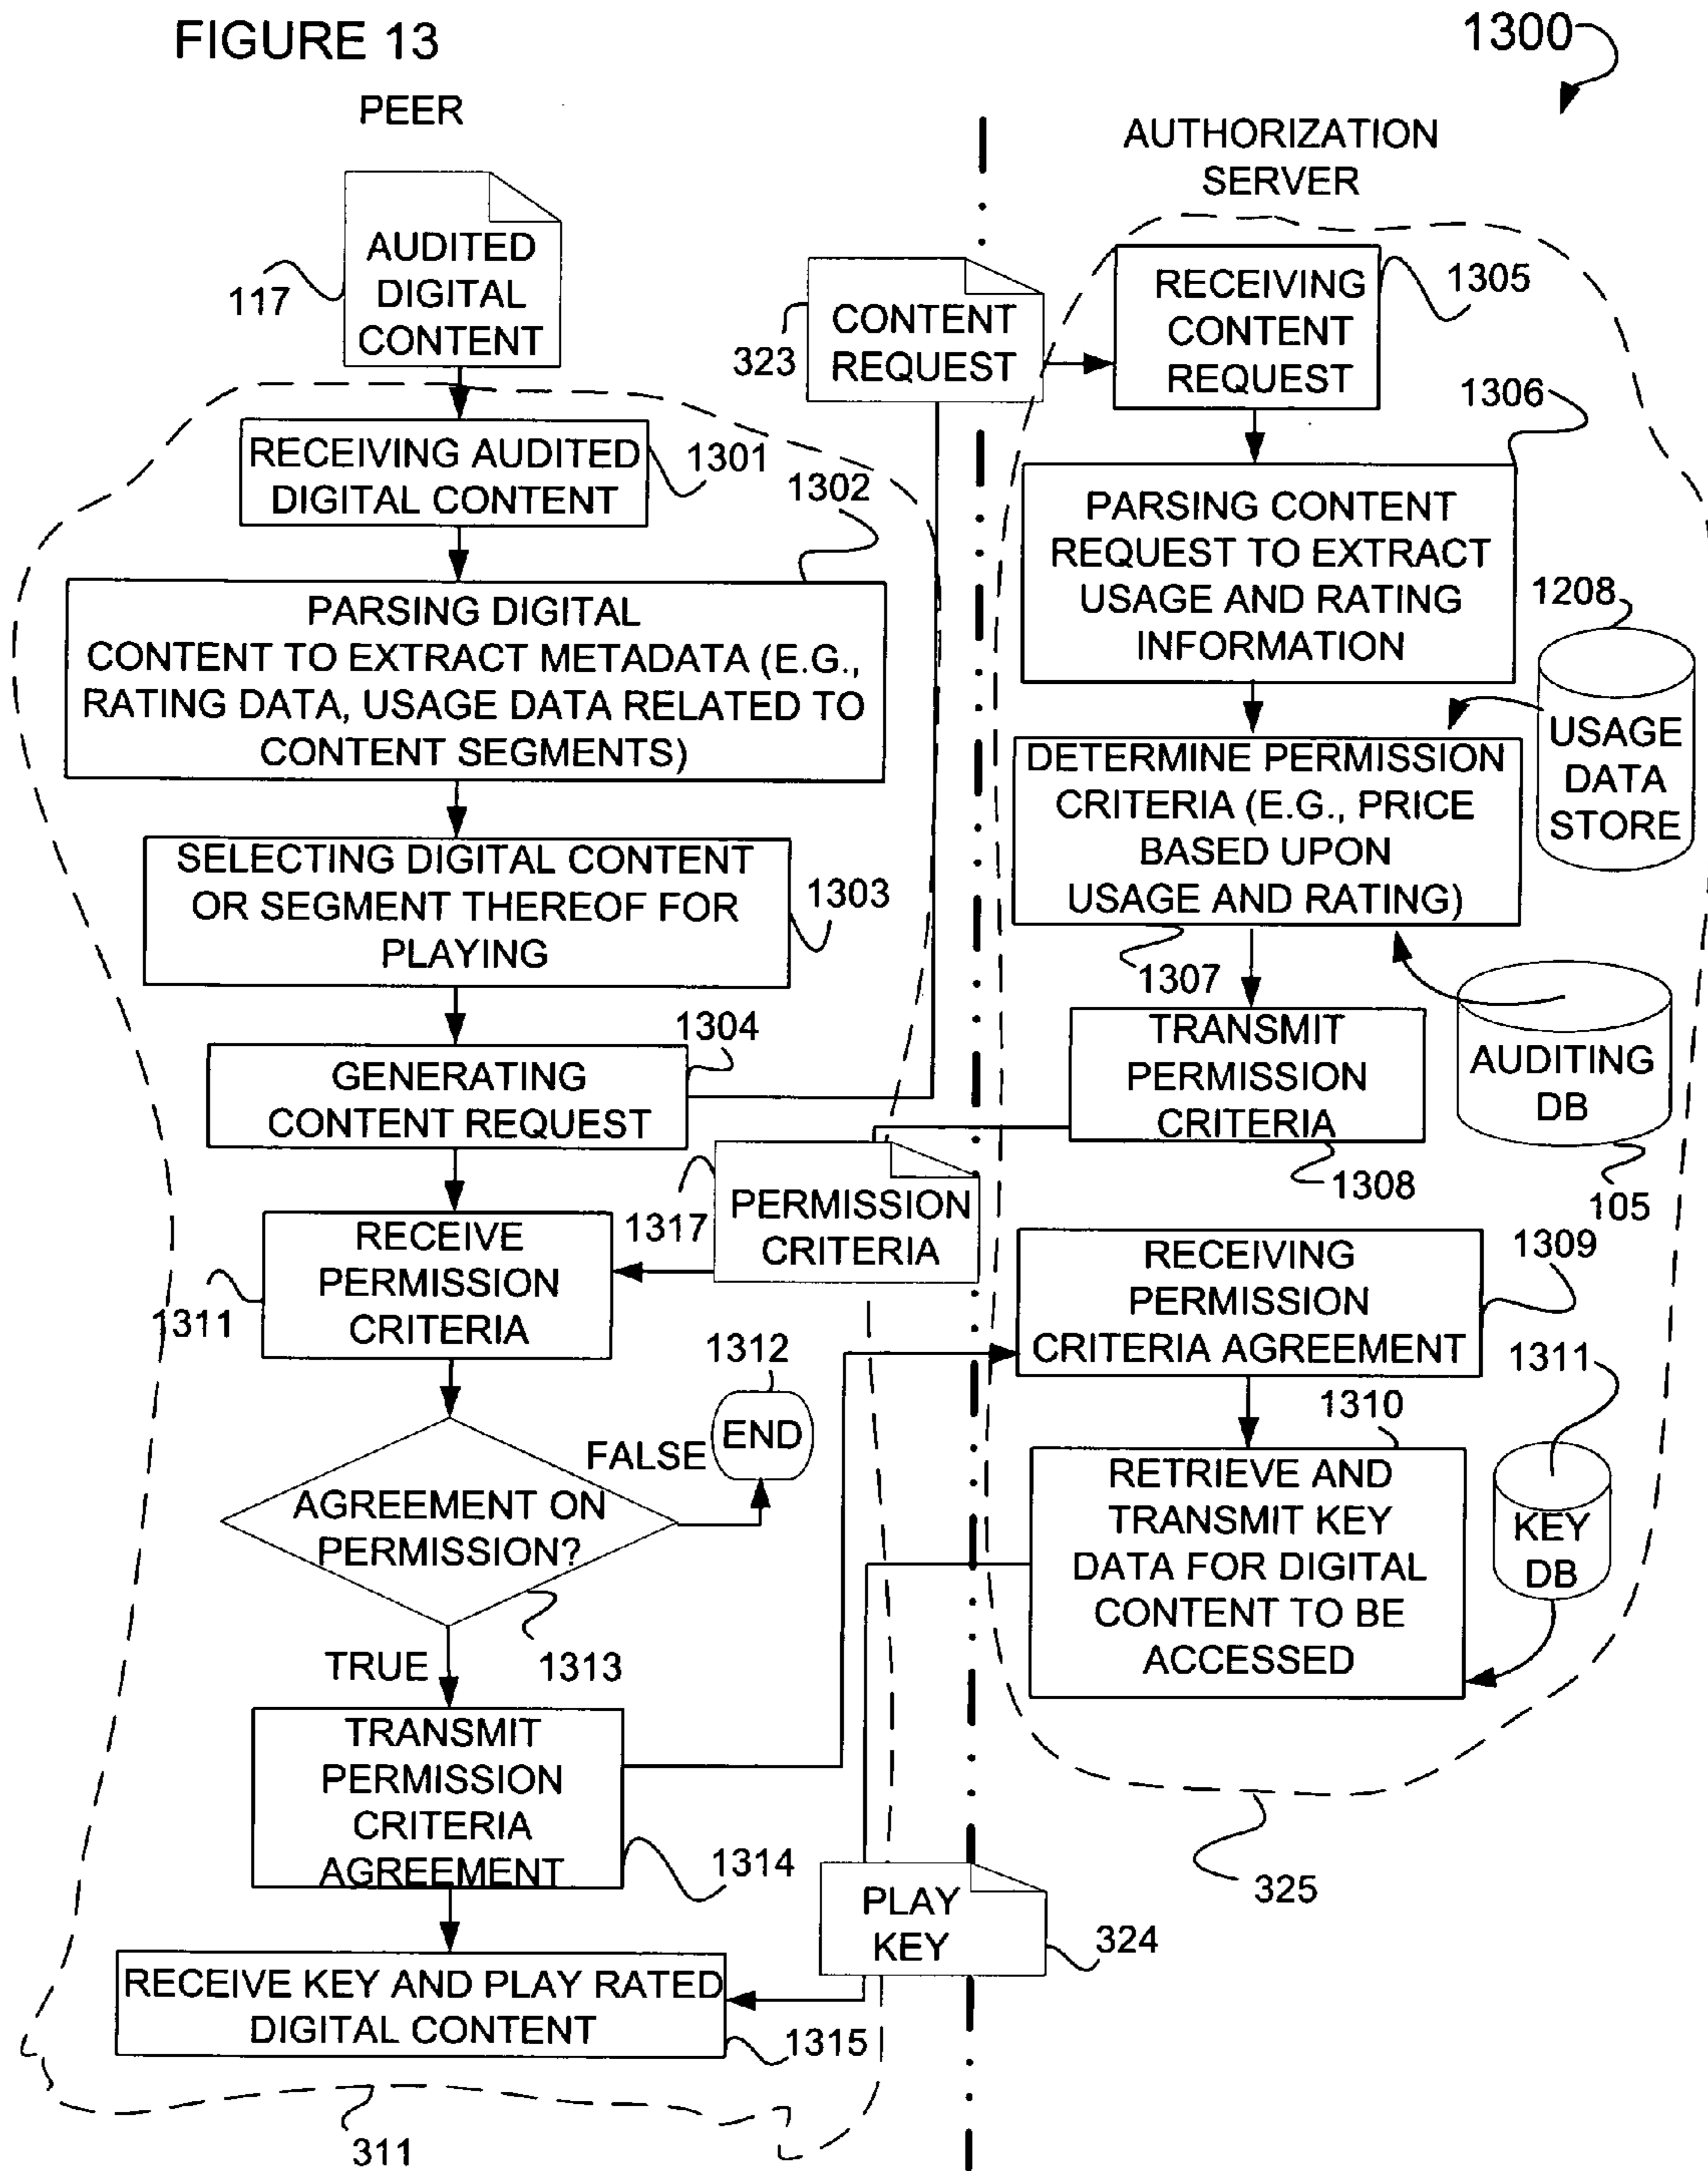 FIGURE 13
1300
PEER
AUTHORIZATION
SERVER
AUDITED
DIGITAL
CONTENT
117
RECEIVING AUDITED
DIGITAL CONTENT
1301
1302
PARSING DIGITAL
CONTENT TO EXTRACT METADATA (E.G.,
RATING DATA, USAGE DATA RELATED TO
CONTENT SEGMENTS)
SELECTING DIGITAL CONTENT
OR SEGMENT THEREOF FOR
PLAYING
1303
1304
GENERATING
CONTENT REQUEST
CONTENT
REQUEST
323
RECEIVING
CONTENT
REQUEST
1305
1306
PARSING CONTENT
REQUEST TO EXTRACT
USAGE AND RATING
INFORMATION
1208
USAGE
DATA
STORE
DETERMINE PERMISSION
CRITERIA (E.G., PRICE
BASED UPON
USAGE AND RATING)
1307
AUDITING
DB
105
TRANSMIT
PERMISSION
CRITERIA
1308
PERMISSION
CRITERIA
1317
RECEIVE
PERMISSION
CRITERIA
1311
1312
END
FALSE
AGREEMENT ON
PERMISSION?
1313
TRUE
TRANSMIT
PERMISSION
CRITERIA
AGREEMENT
1314
RECEIVING
PERMISSION
CRITERIA AGREEMENT
1309
1310
1311
KEY
DB
RETRIEVE AND
TRANSMIT KEY
DATA FOR DIGITAL
CONTENT TO BE
ACCESSED
325
PLAY
KEY
324
RECEIVE KEY AND PLAY RATED
DIGITAL CONTENT
1315
311